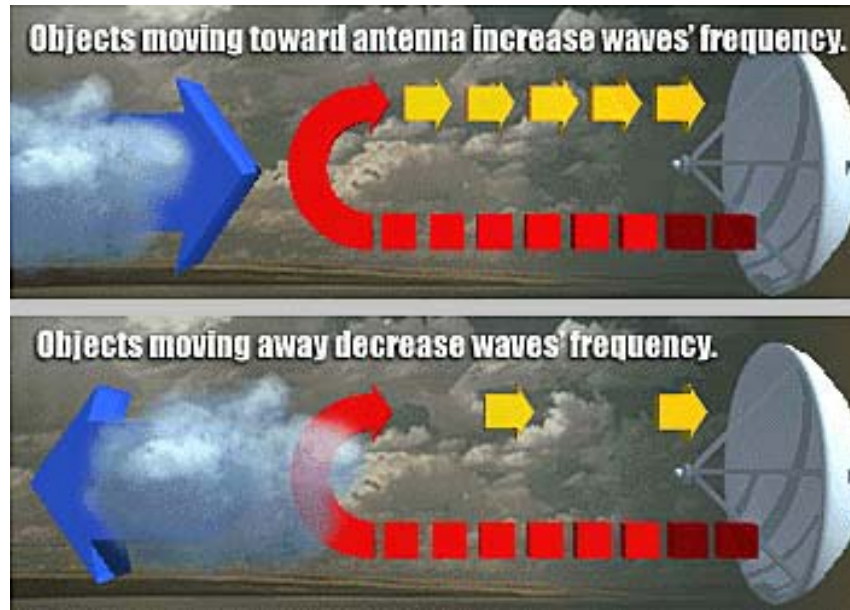 Objects moving toward antenna increase waves' frequency.
Objects moving away decrease waves' frequency.